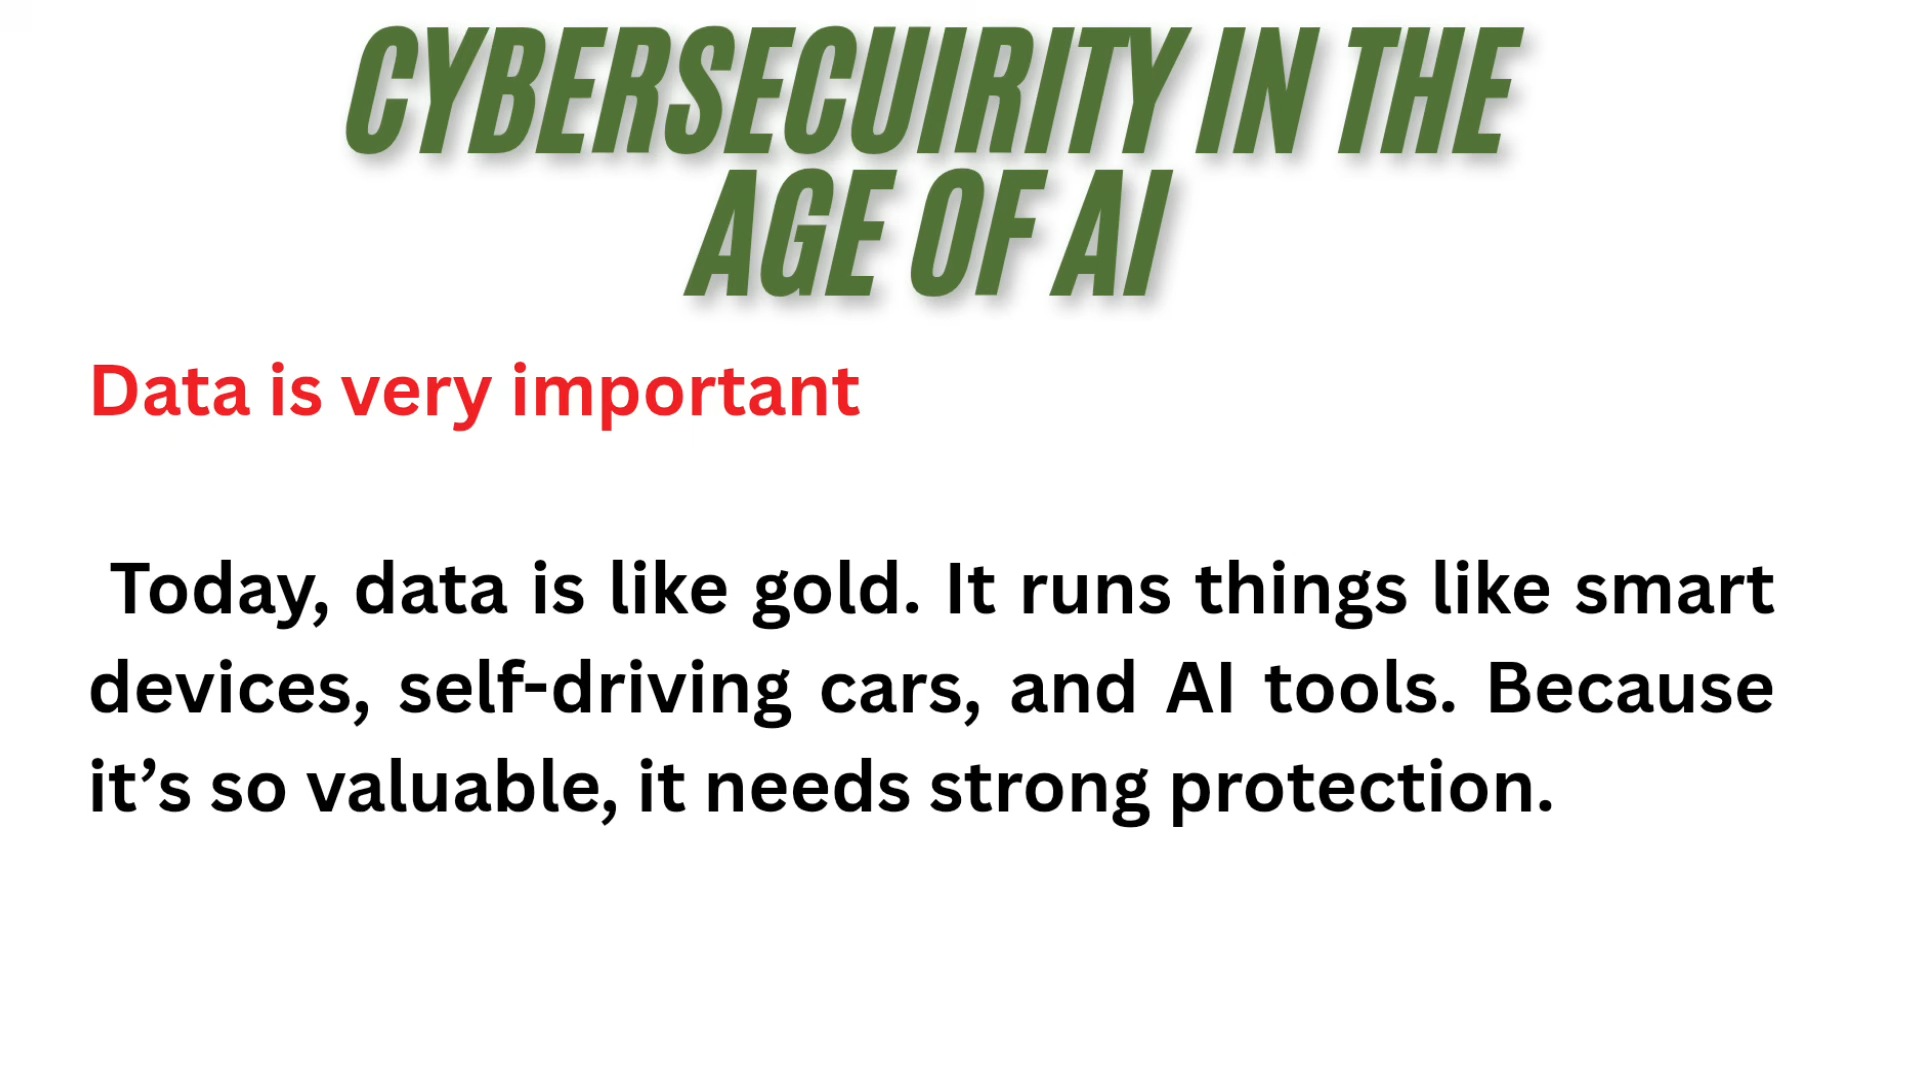 CYBERSECUIRITY IN THE
AGE OF AI
Data is very important
Today, data is like gold. It runs things like smart
devices, self-driving cars, and AI tools. Because
it’s so valuable, it needs strong protection.